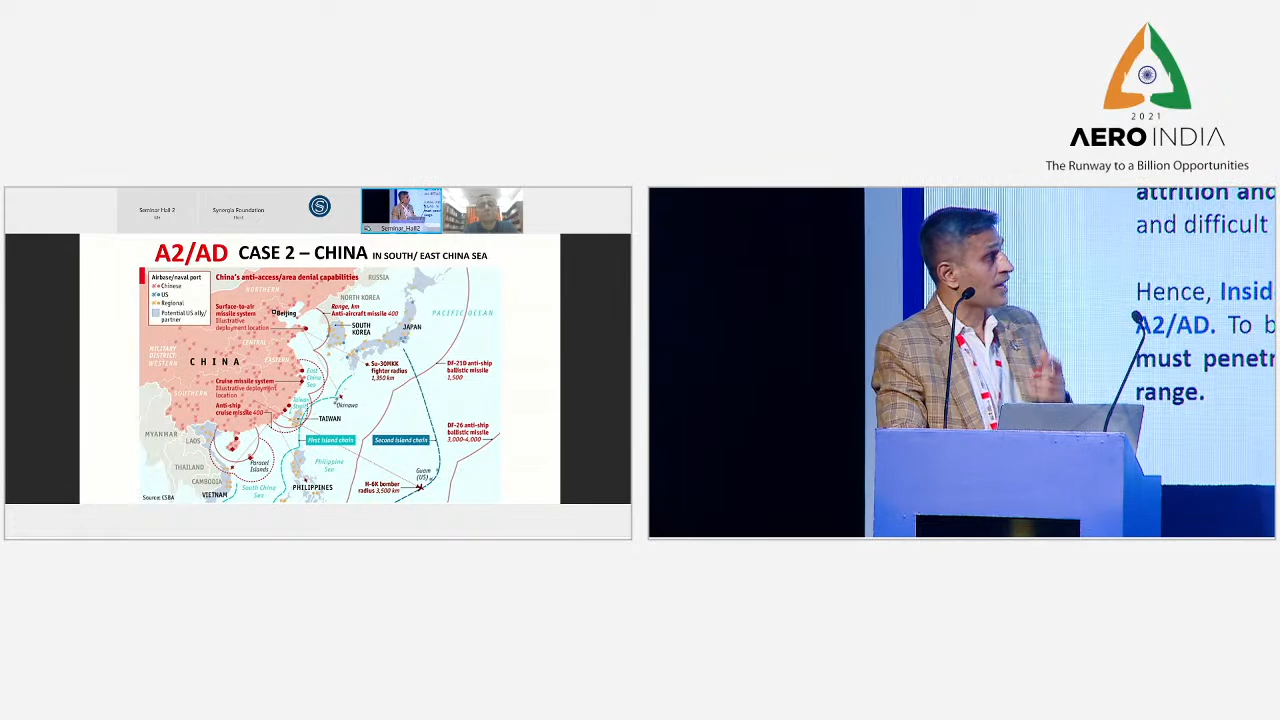 2021
AERO INDIA
The Runway to a Billion Opportunities
Seminar Hall 2
Synergia Foundation
Host
S
Seminar_Hall2
A2/AD CASE 2 – CHINA IN SOUTH/ EAST CHINA SEA
Airbase/naval port
Chinese
US
Regional
Potential US ally/
partner
China's anti-access/area denial capabilities
RUSSIA
NORTHERN
NORTH KOREA
Surface-to-air
missile system
Illustrative
deployment location
Beijing
Range, km
Anti-aircraft missile 400
SOUTH
KOREA
JAPAN
PACIFIC OCEAN
MILITARY
DISTRICT:
WESTERN
CENTRAL
CHINA
EASTERN
East
China
Sea
Su-30MKK
fighter radius
1,350 km
DF-21D anti-ship
ballistic missile
1,500
Cruise missile system
Illustrative deployment
location
SOUTHERN
Anti-ship
cruise missile 400
Taiwan
Strait
Okinawa
TAIWAN
MYANMAR
LAOS
First island chain
Second island chain
DF-26 anti-ship
ballistic missile
3,000-4,000
THAILAND
Paracel
Islands
Philippine
Sea
Guam
(US)
CAMBODIA
South China
Sea
PHILIPPINES
H-6K bomber
radius 3,500 km
VIETNAM
Source: CSBA
attrition and
and difficult
Hence, Insid
A2/AD. To b
must penetr
range.